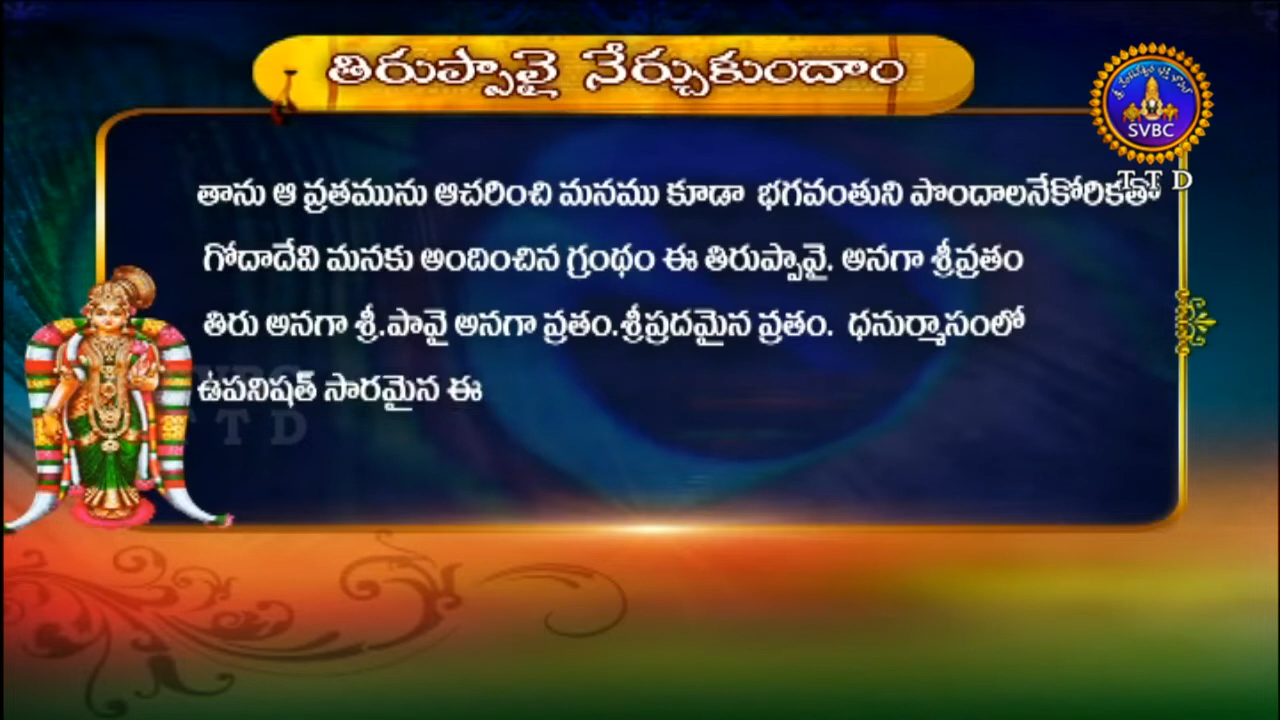 తిరుప్పావై నేర్చుకుందాం
SVBC
T T D
తాను ఆ వ్రతమును ఆచరించి మనము కూడా భగవంతుని పొందాలనేకోరికతో
గోదాదేవి మనకు అందించిన గ్రంథం ఈ తిరుప్పావై. అనగా శ్రీవ్రతం
తిరు అనగా శ్రీ.పావై అనగా వ్రతం.శ్రీప్రదమైన వ్రతం. ధనుర్మాసంలో
ఉపనిషత్ సారమైన ఈ
T D